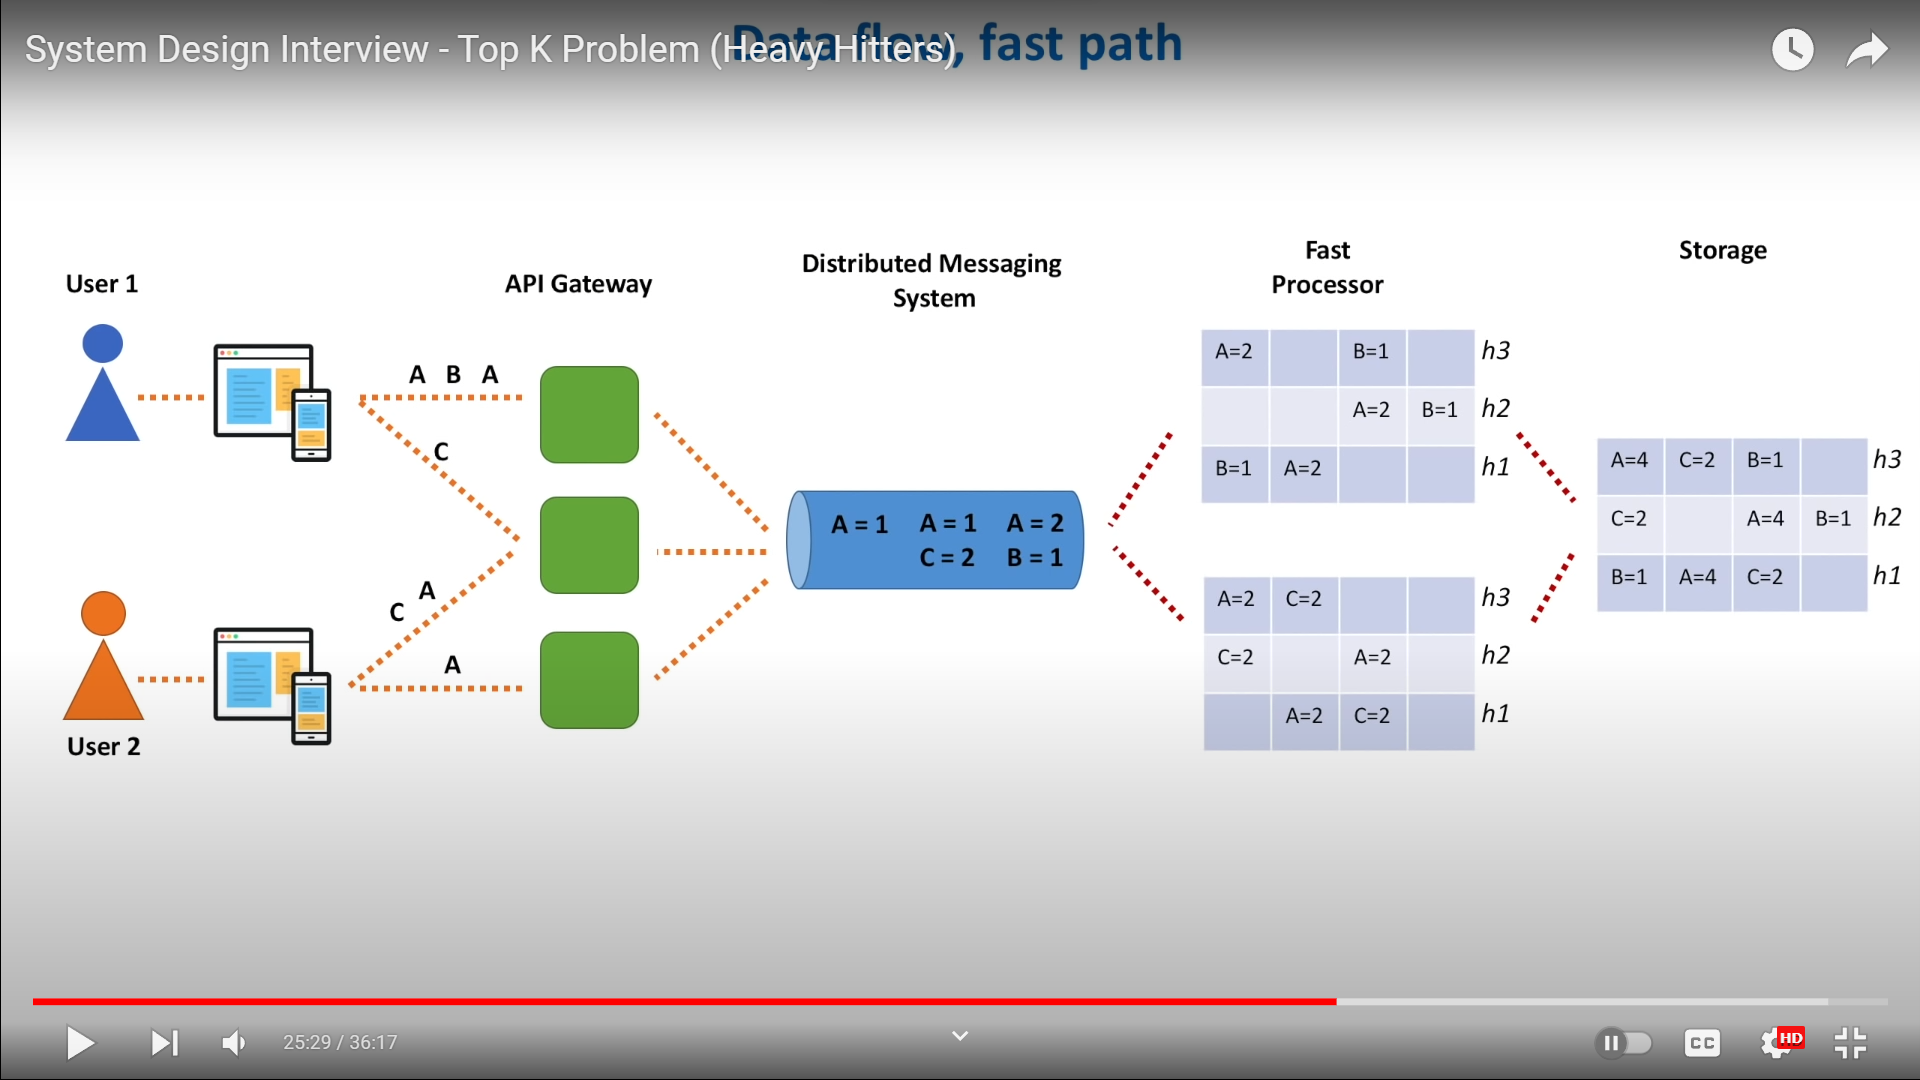 Data flow, fast path
System Design Interview - Top K Problem (Heavy Hitters)
User 1
API Gateway
Distributed Messaging
System
Fast
Processor
Storage
A B A
C
C A
A
User 2
A = 1 A = 1 A = 2
C = 2 B = 1
A=2 B=1 h3
A=2 B=1 h2
B=1 A=2 h1
A=2 C=2 h3
C=2 A=2 h2
A=2 C=2 h1
A=4 C=2 B=1 h3
C=2 A=4 B=1 h2
B=1 A=4 C=2 h1
25:29 / 36:17
CC
HD